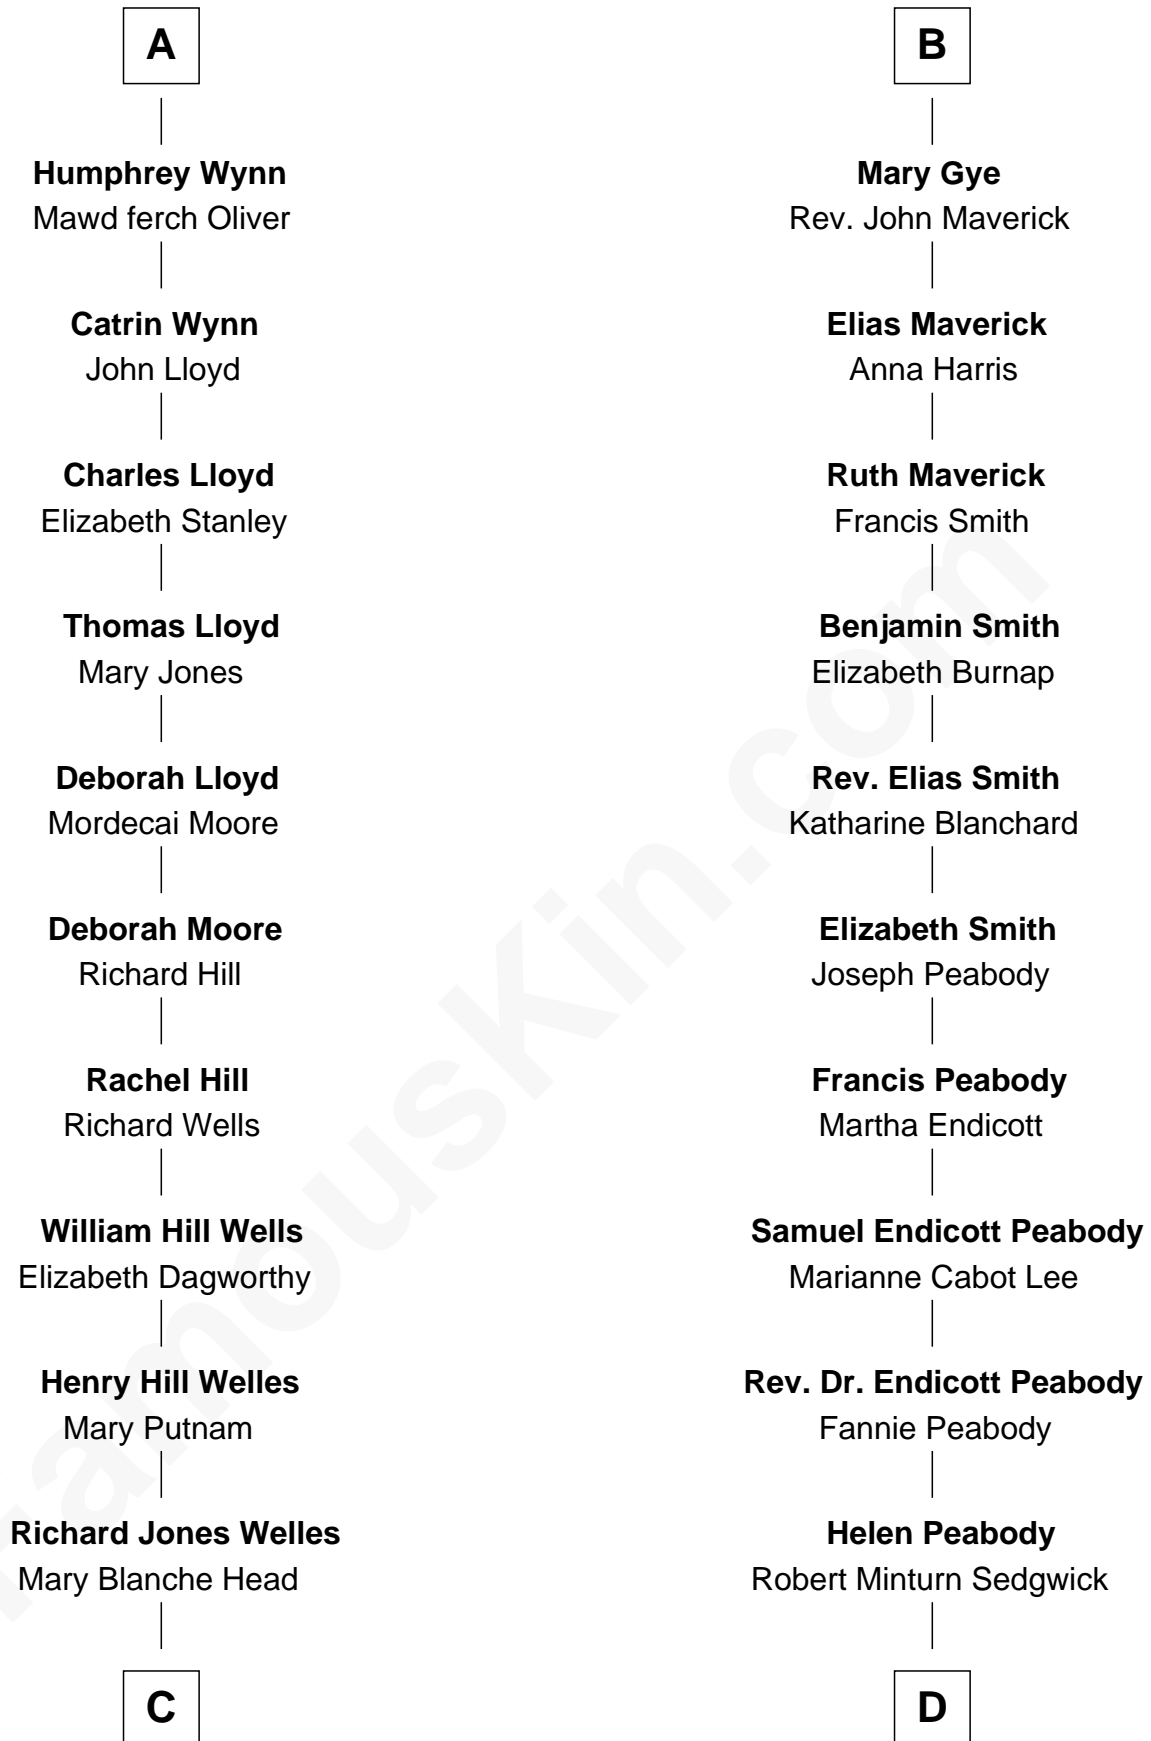 A
Humphrey Wynn
Mawd ferch Oliver
Catrin Wynn
John Lloyd
Charles Lloyd
Elizabeth Stanley
Thomas Lloyd
Mary Jones
Deborah Lloyd
Mordecai Moore
Deborah Moore
Richard Hill
Rachel Hill
Richard Wells
William Hill Wells
Elizabeth Dagworthy
Henry Hill Welles
Mary Putnam
Richard Jones Welles
Mary Blanche Head
C
B
Mary Gye
Rev. John Maverick
Elias Maverick
Anna Harris
Ruth Maverick
Francis Smith
Benjamin Smith
Elizabeth Burnap
Rev. Elias Smith
Katharine Blanchard
Elizabeth Smith
Joseph Peabody
Francis Peabody
Martha Endicott
Samuel Endicott Peabody
Marianne Cabot Lee
Rev. Dr. Endicott Peabody
Fannie Peabody
Helen Peabody
Robert Minturn Sedgwick
D
FamousKin.com